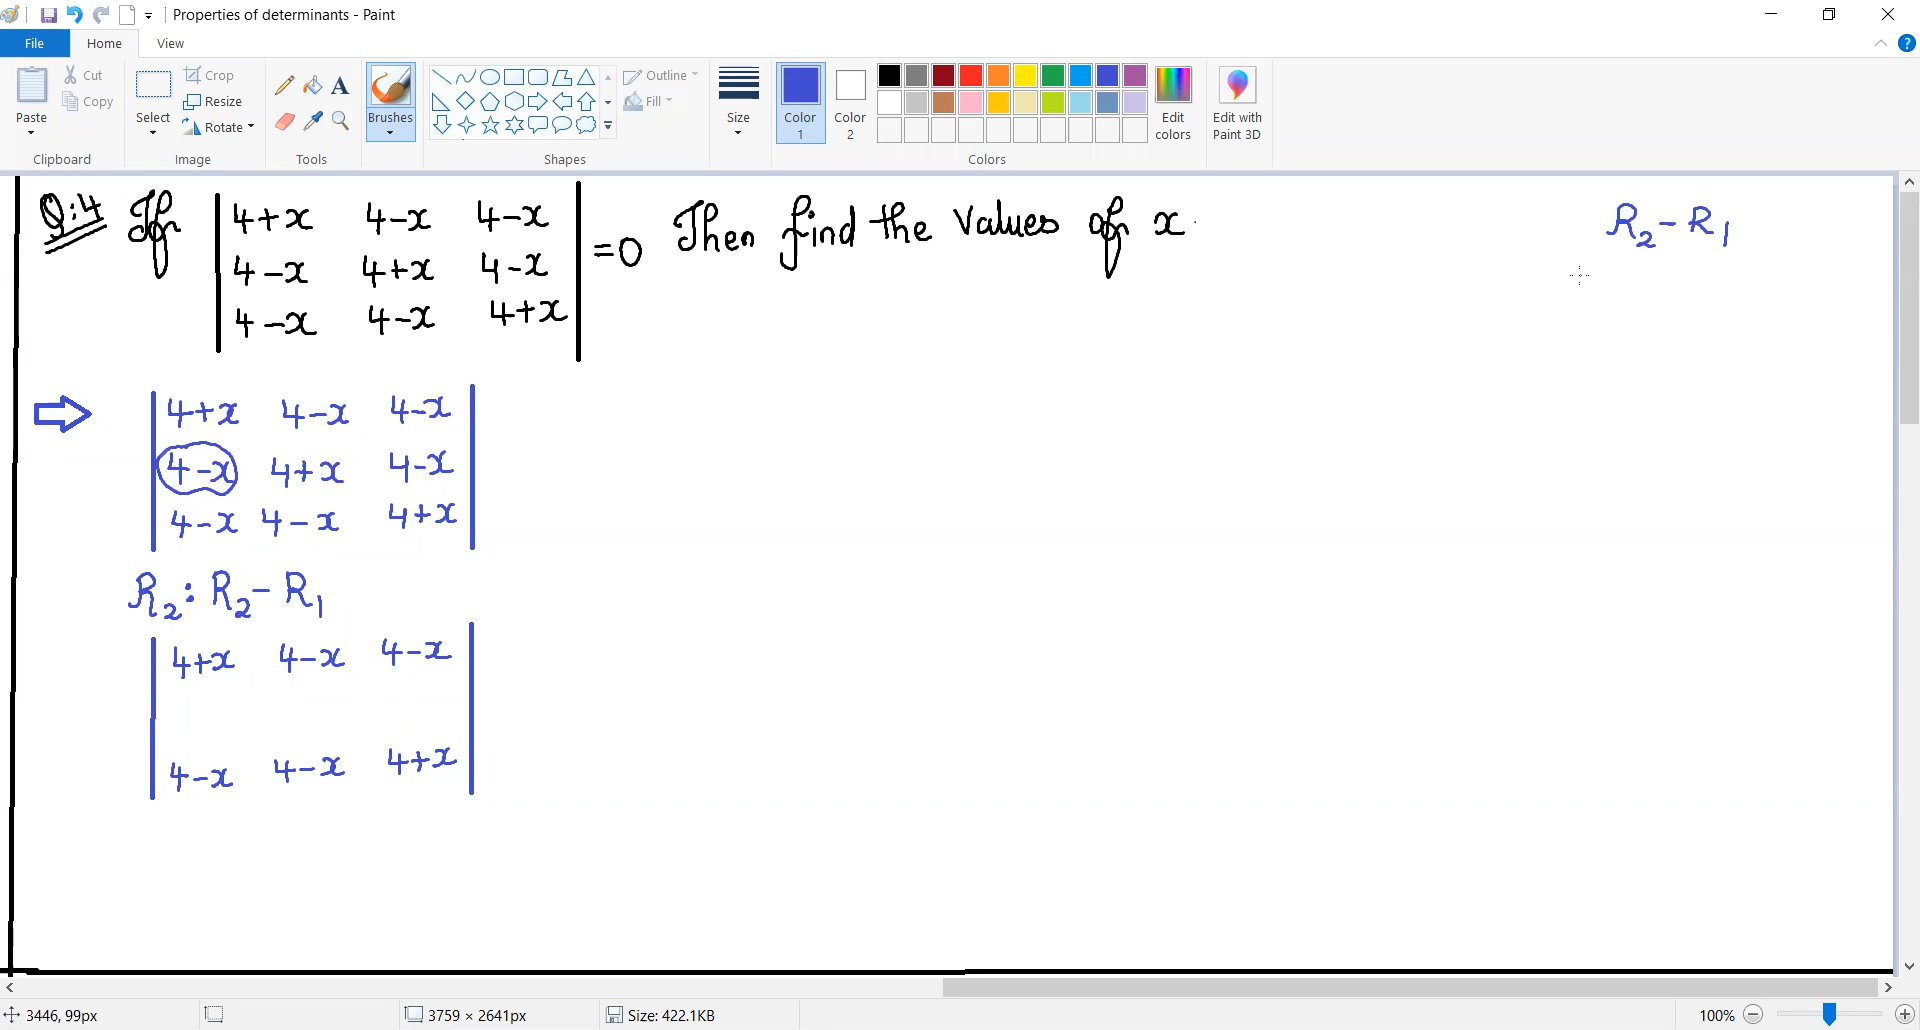 Properties of determinants - Paint
File Home View
Paste Cut Copy Clipboard
Select Crop Resize Rotate Image
A Tools
Brushes
Outline Fill Shapes
Size
Color 1 Color 2 Edit colors Colors
Edit with Paint 3D
?
Q:4 If | 4+x 4-x 4-x | =0 Then find the values of x .
| 4-x 4+x 4-x |
| 4-x 4-x 4+x |
R₂-R₁
⇒ | 4+x 4-x 4-x |
| 4-x 4+x 4-x |
| 4-x 4-x 4+x |
R₂: R₂-R₁
| 4+x 4-x 4-x |
| 4-x 4-x 4+x |
3446, 99px 3759 × 2641px Size: 422.1KB 100%